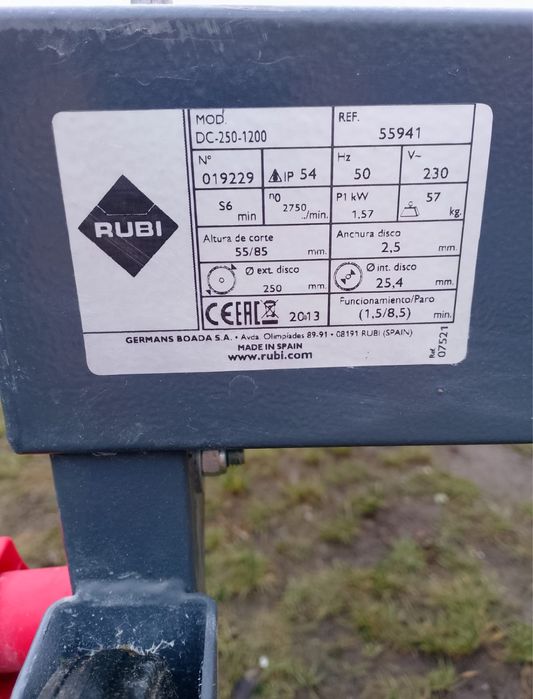 MOD.
DC-250-1200
REF.
55941
Nº
019229
IP 54
Hz
50
V~
230
S6
min
n0
2750 ./min.
P1 kW
1,57
57
kg.
RUBI
Altura de corte
55/85 mm.
Anchura disco
2,5 mm.
Ø ext. disco
250 mm.
Ø int. disco
25,4 mm.
CE EAC 2013
Funcionamiento/Paro
(1,5/8,5) min.
GERMANS BOADA S.A. • Avda. Olimpíades 89-91 • 08191 RUBI (SPAIN)
MADE IN SPAIN
www.rubi.com
Ref. 07521